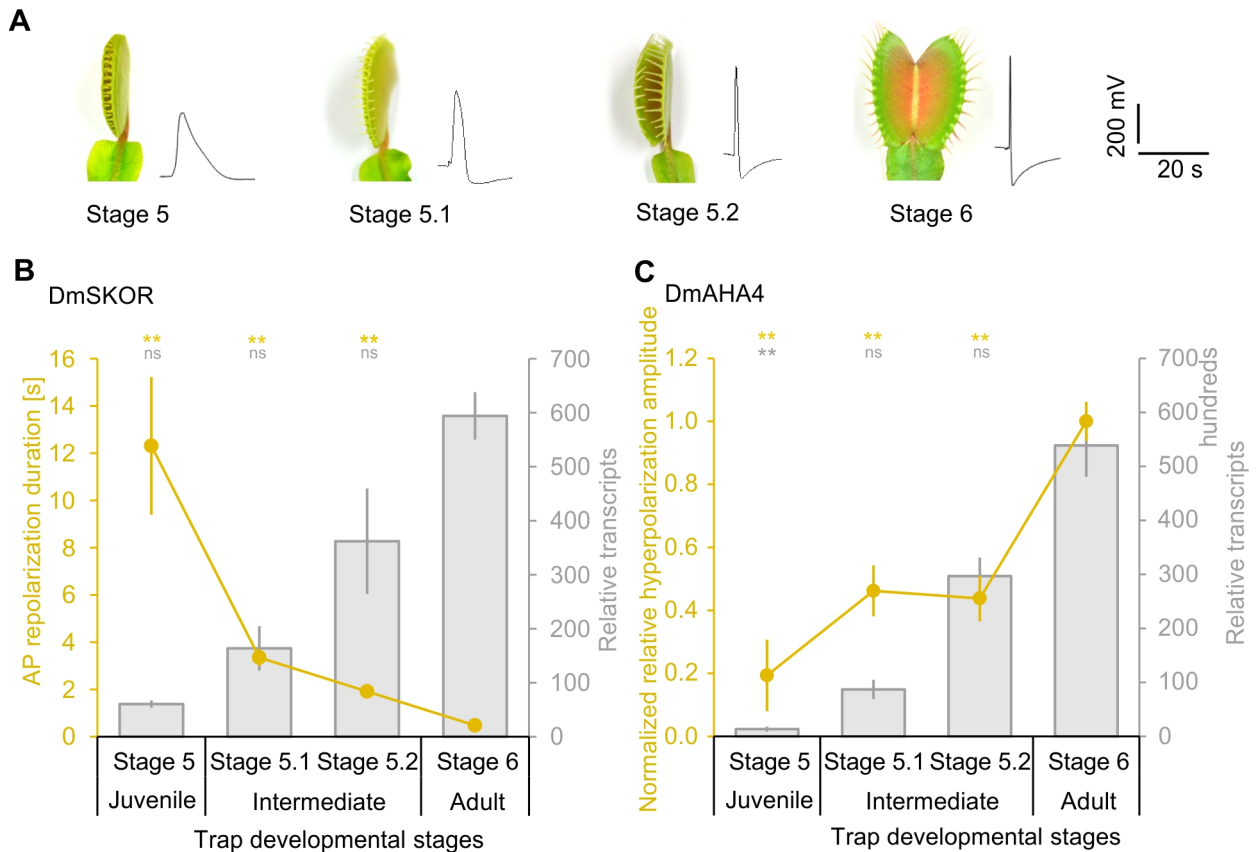 A
Stage 5
Stage 5.1
Stage 5.2
Stage 6
200 mV
20 s
B
DmSKOR
** ** **
ns ns ns
AP repolarization duration [s]
16
14
12
10
8
6
4
2
0
700
600
500
400
300
200
100
0
Relative transcripts
Stage 5 Stage 5.1 Stage 5.2 Stage 6
Juvenile Intermediate Adult
Trap developmental stages
C
DmAHA4
** ** **
** ns ns
Normalized relative hyperpolarization amplitude
1.2
1.0
0.8
0.6
0.4
0.2
0.0
700
600
500
400
300
200
100
0
hundreds
Relative transcripts
Stage 5 Stage 5.1 Stage 5.2 Stage 6
Juvenile Intermediate Adult
Trap developmental stages